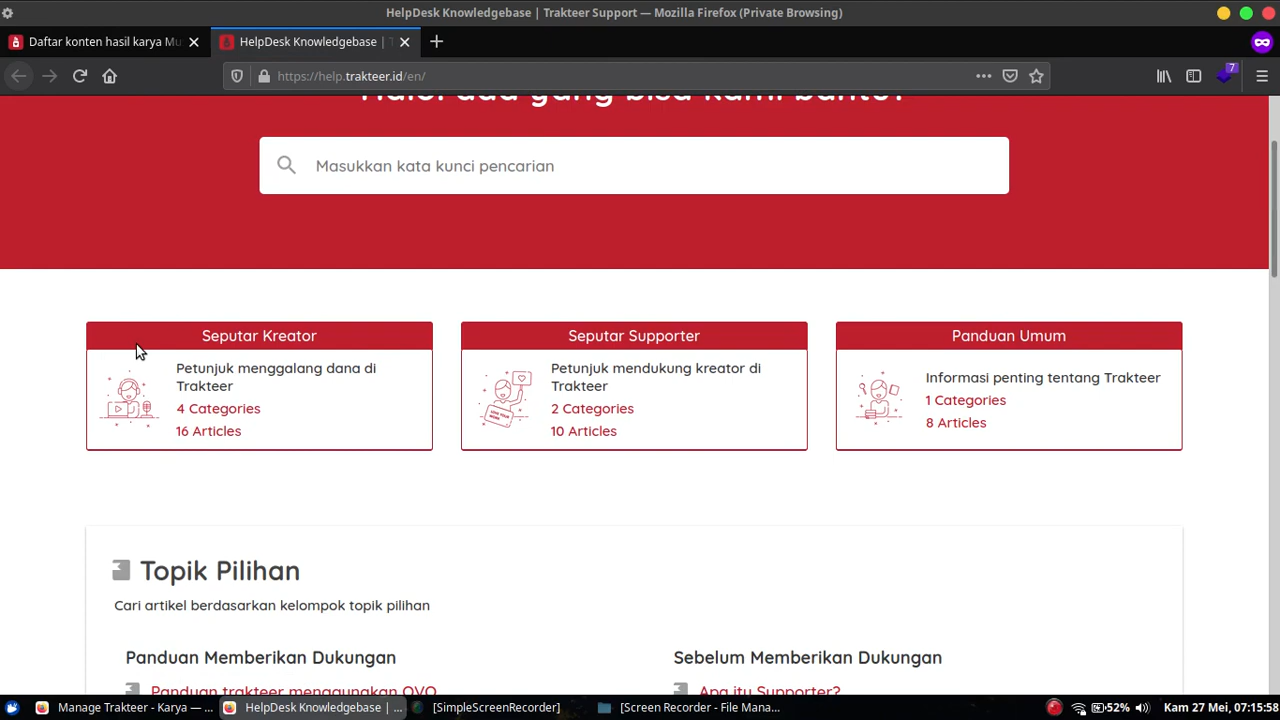 HelpDesk Knowledgebase | Trakteer Support — Mozilla Firefox (Private Browsing)
Daftar konten hasil karya Mu
HelpDesk Knowledgebase | T
https://help.trakteer.id/en/
7
Halo! ada yang bisa kami bantu?
Masukkan kata kunci pencarian
Seputar Kreator
Petunjuk menggalang dana di
Trakteer
4 Categories
16 Articles
Seputar Supporter
Petunjuk mendukung kreator di
Trakteer
2 Categories
10 Articles
Panduan Umum
Informasi penting tentang Trakteer
1 Categories
8 Articles
Topik Pilihan
Cari artikel berdasarkan kelompok topik pilihan
Panduan Memberikan Dukungan
Panduan trakteer menggunakan OVO
Sebelum Memberikan Dukungan
Apa itu Supporter?
Manage Trakteer - Karya — ...
HelpDesk Knowledgebase | ...
[SimpleScreenRecorder]
[Screen Recorder - File Mana...
52%
Kam 27 Mei, 07:15:58